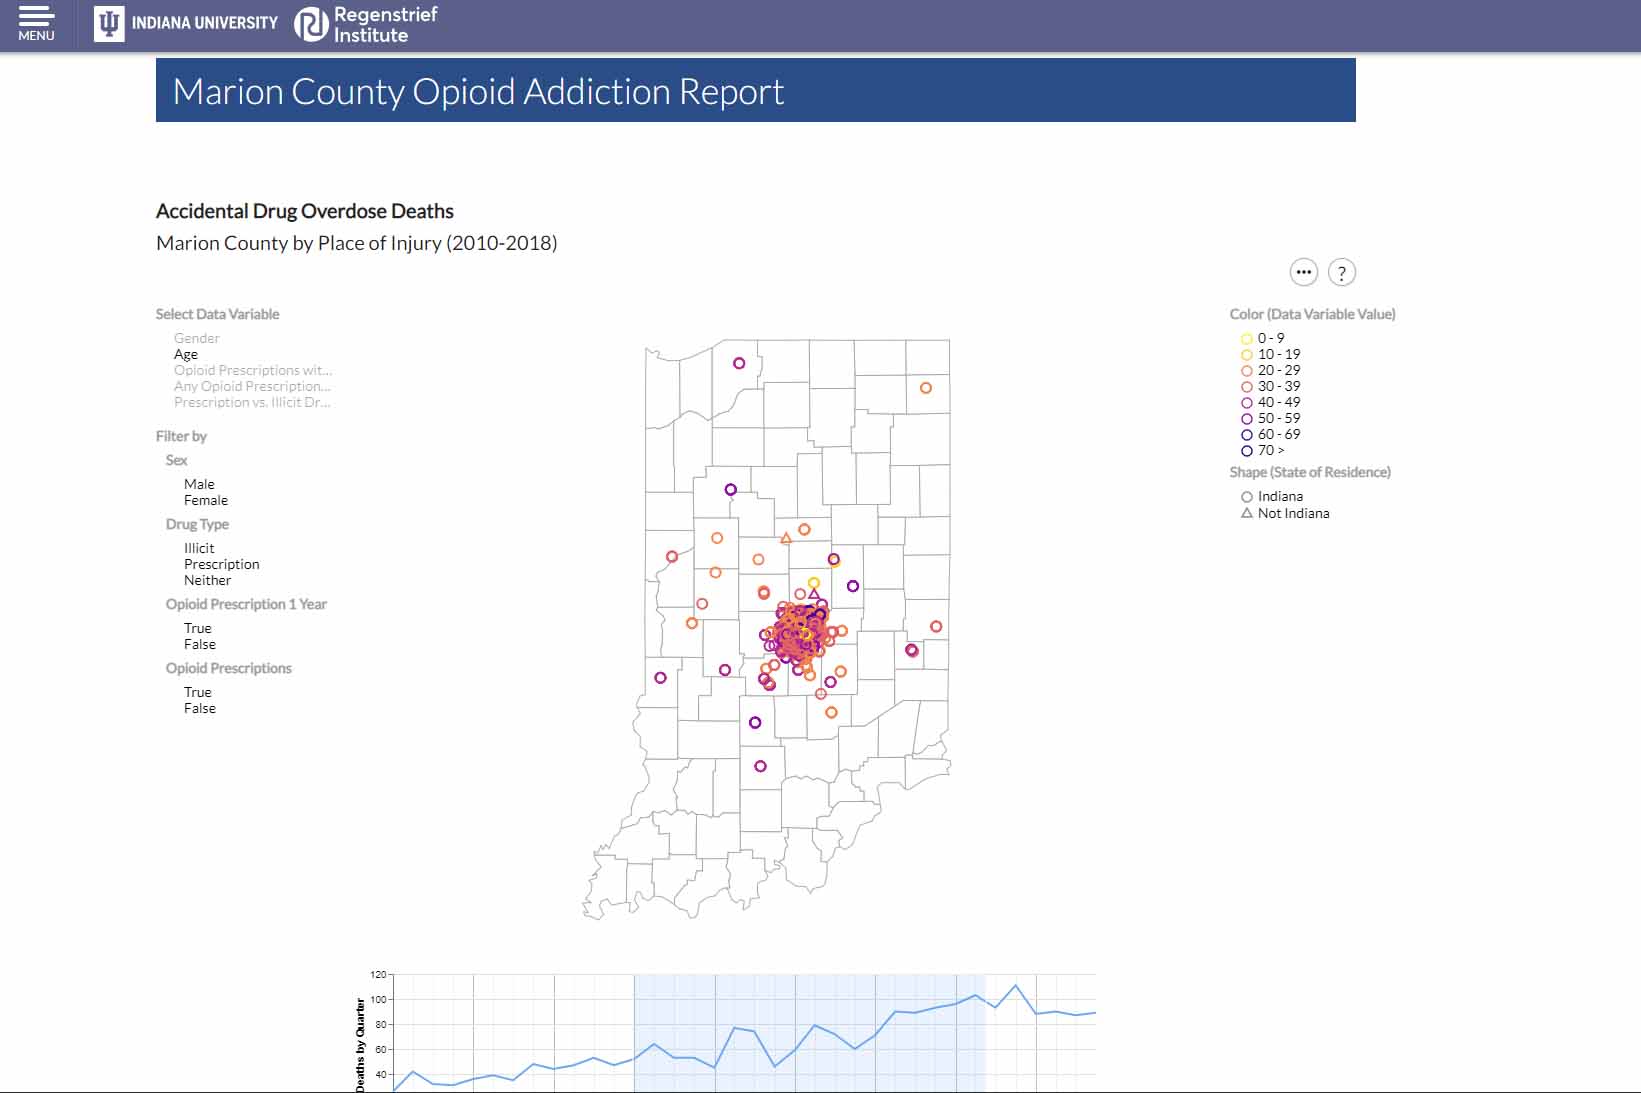 MENU
INDIANA UNIVERSITY
Regenstrief
Institute
Marion County Opioid Addiction Report
Accidental Drug Overdose Deaths
Marion County by Place of Injury (2010-2018)
... ?
Select Data Variable
Gender
Age
Opioid Prescriptions wit...
Any Opioid Prescription...
Prescription vs. Illicit Dr...
Filter by
Sex
Male
Female
Drug Type
Illicit
Prescription
Neither
Opioid Prescription 1 Year
True
False
Opioid Prescriptions
True
False
Color (Data Variable Value)
0 - 9
10 - 19
20 - 29
30 - 39
40 - 49
50 - 59
60 - 69
70 >
Shape (State of Residence)
Indiana
Not Indiana
Deaths by Quarter
120
100
80
60
40